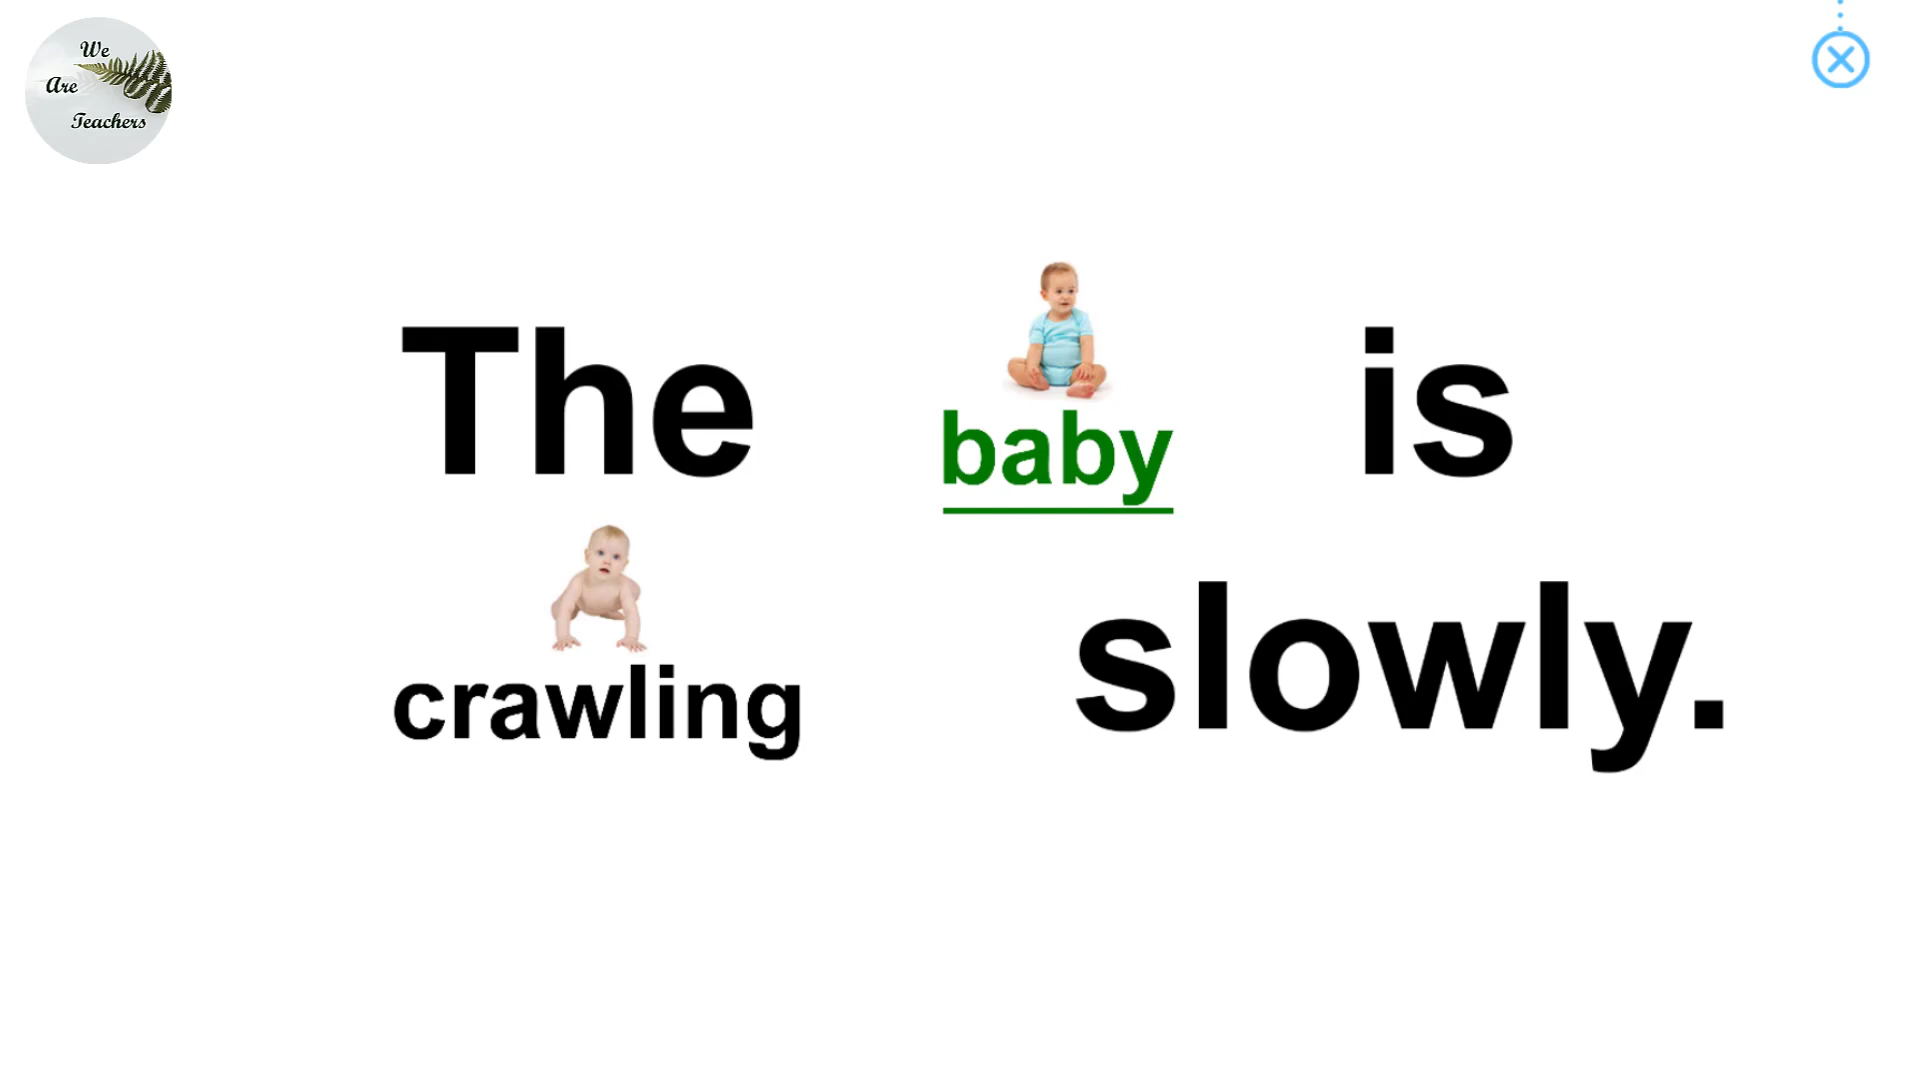 We
Are
Teachers
The baby is
crawling slowly.